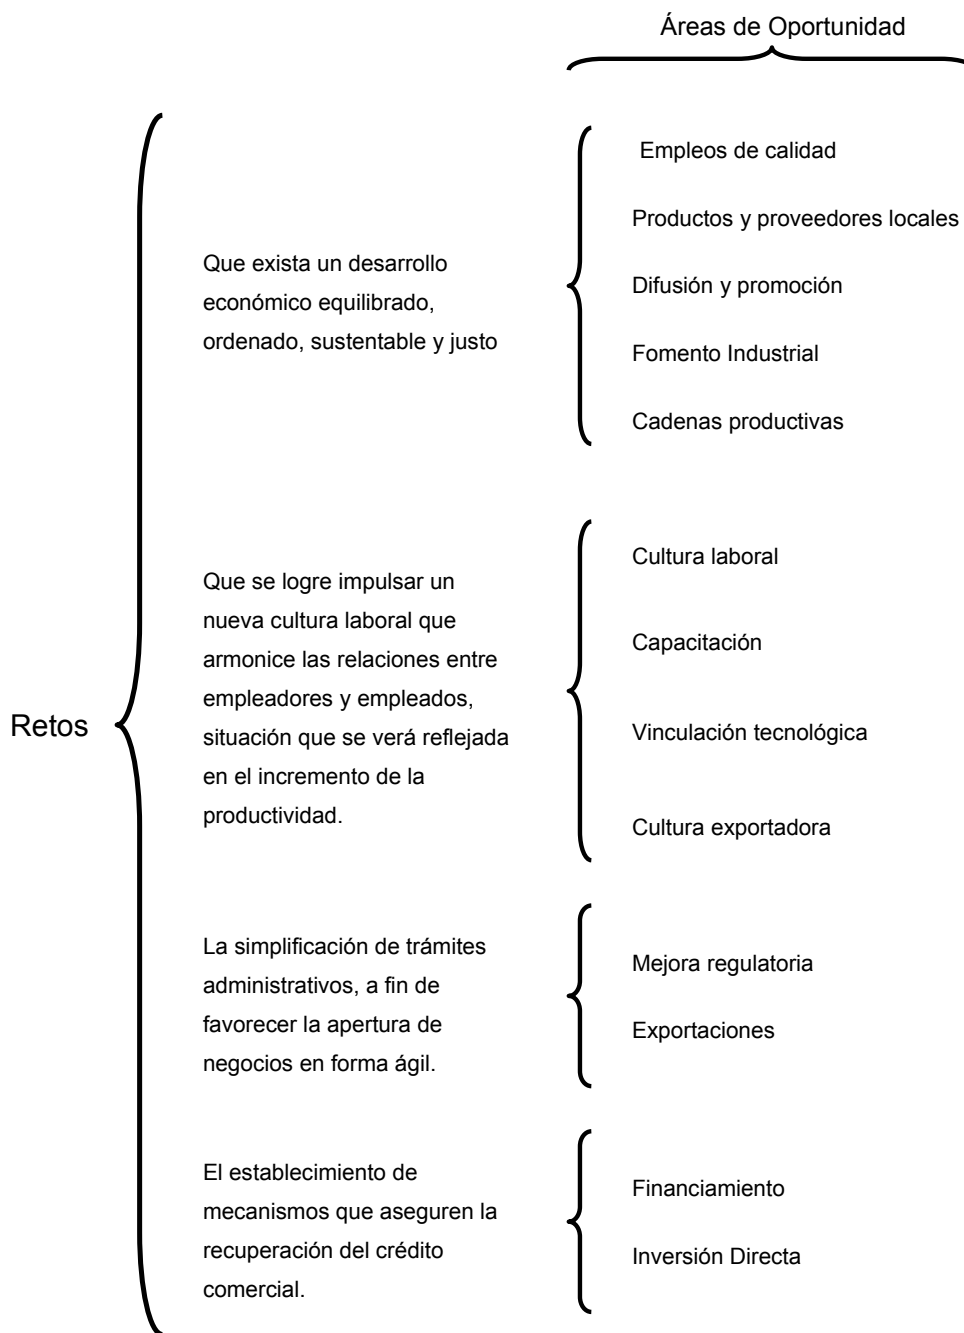 Áreas de Oportunidad
Retos
Que exista un desarrollo
económico equilibrado,
ordenado, sustentable y justo
Empleos de calidad
Productos y proveedores locales
Difusión y promoción
Fomento Industrial
Cadenas productivas
Que se logre impulsar un
nueva cultura laboral que
armonice las relaciones entre
empleadores y empleados,
situación que se verá reflejada
en el incremento de la
productividad.
Cultura laboral
Capacitación
Vinculación tecnológica
Cultura exportadora
La simplificación de trámites
administrativos, a fin de
favorecer la apertura de
negocios en forma ágil.
Mejora regulatoria
Exportaciones
El establecimiento de
mecanismos que aseguren la
recuperación del crédito
comercial.
Financiamiento
Inversión Directa